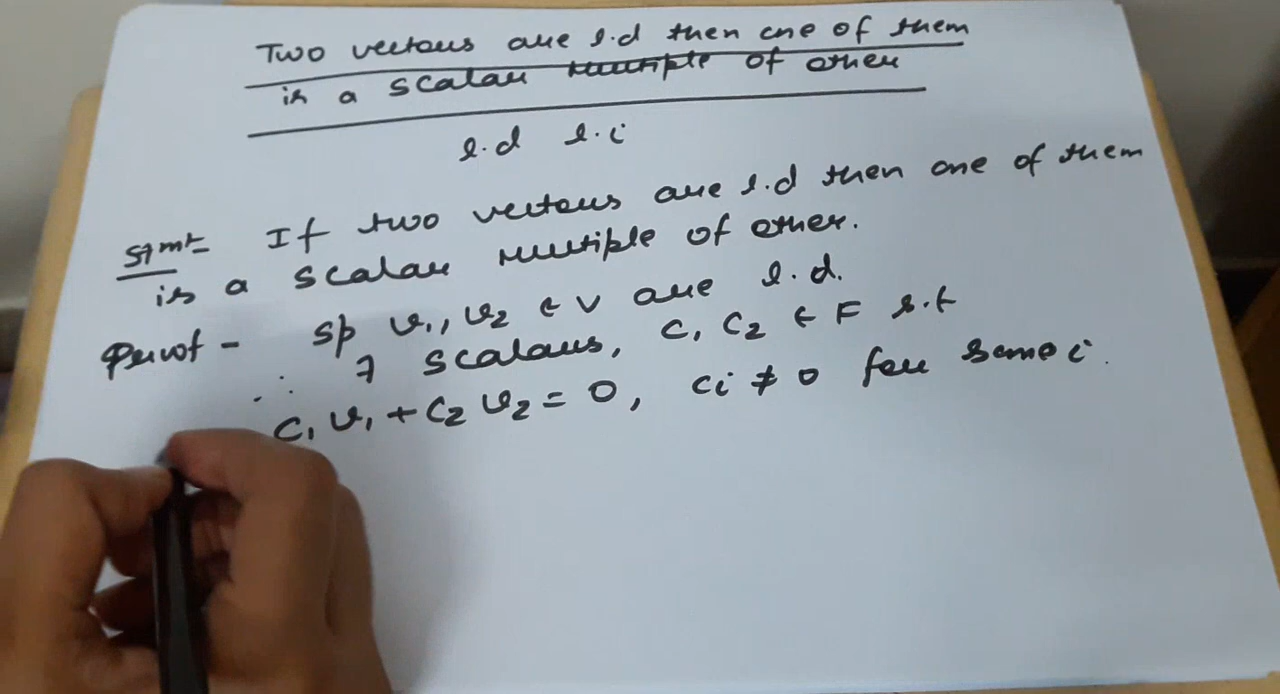 Two vectors are l.d then one of them
is a scalar multiple of other
l.d l.i
Stmt- If two vectors are l.d then one of them
is a scalar multiple of other.
Proof - Sp v₁, v₂ ∈ V are l.d.
∴ ∃ scalars, C₁ C₂ ∈ F s.t
C₁ v₁ + C₂ v₂ = 0, Ci ≠ 0 for some i.